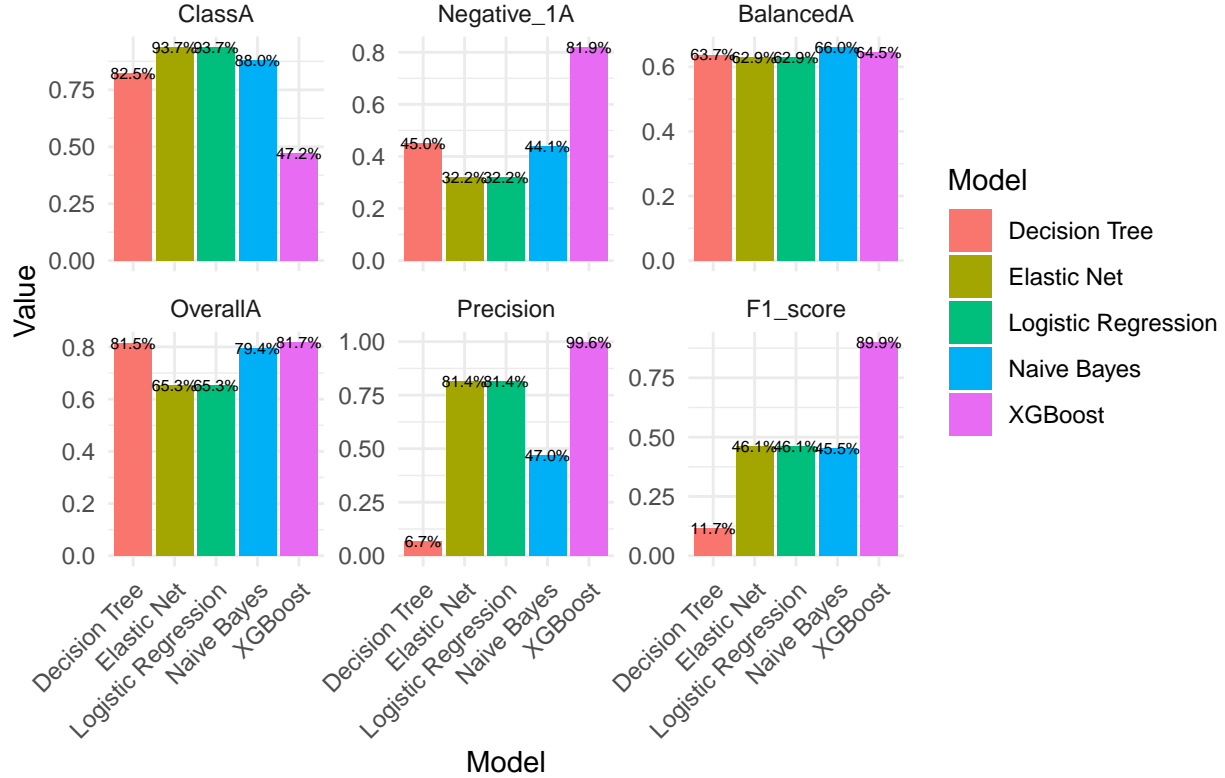 ClassA
Negative_1A
BalancedA
0.00
0.25
0.50
0.75
82.5%
93.7%
93.7%
88.0%
47.2%
0.0
0.2
0.4
0.6
0.8
45.0%
32.2%
32.2%
44.1%
81.9%
0.0
0.2
0.4
0.6
63.7%
62.9%
62.9%
66.0%
64.5%
Value
OverallA
Precision
F1_score
0.0
0.2
0.4
0.6
0.8
81.5%
65.3%
65.3%
79.4%
81.7%
0.00
0.25
0.50
0.75
1.00
6.7%
81.4%
81.4%
47.0%
99.6%
0.00
0.25
0.50
0.75
11.7%
46.1%
46.1%
45.5%
89.9%
Decision Tree
Elastic Net
Logistic Regression
Naive Bayes
XGBoost
Decision Tree
Elastic Net
Logistic Regression
Naive Bayes
XGBoost
Decision Tree
Elastic Net
Logistic Regression
Naive Bayes
XGBoost
Model
Model
Decision Tree
Elastic Net
Logistic Regression
Naive Bayes
XGBoost